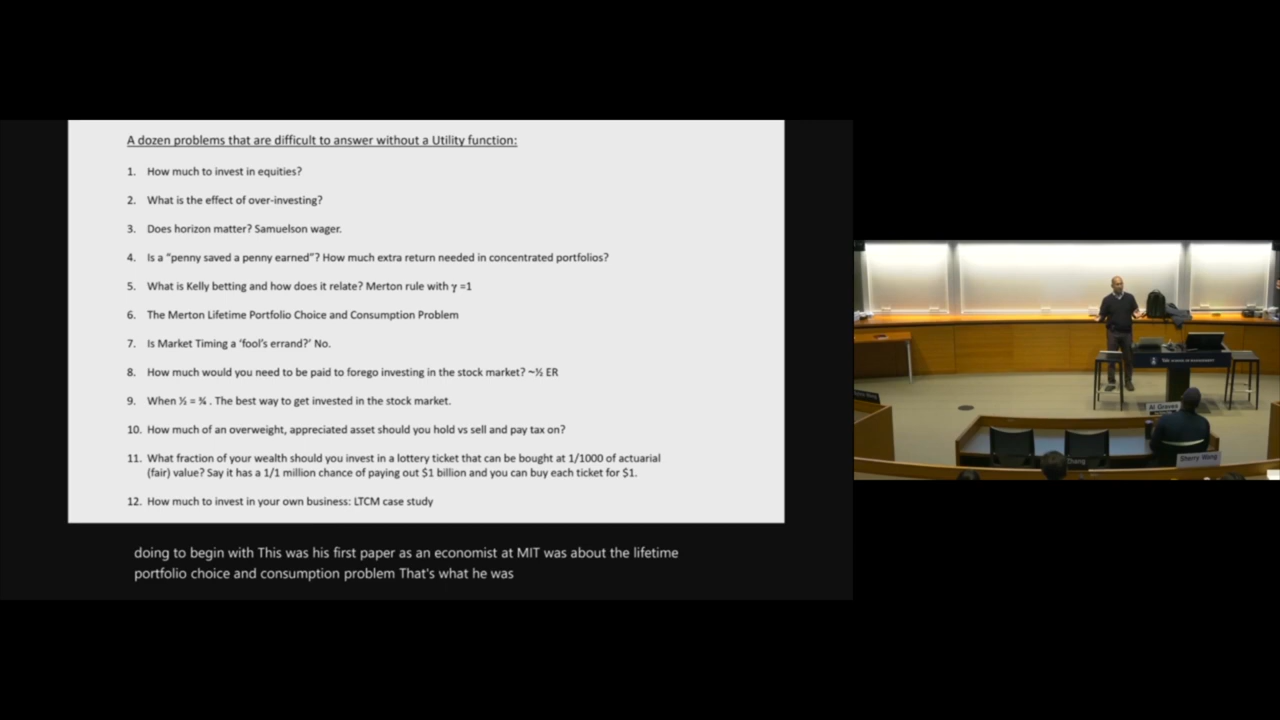 A dozen problems that are difficult to answer without a Utility function:
1. How much to invest in equities?
2. What is the effect of over-investing?
3. Does horizon matter? Samuelson wager.
4. Is a “penny saved a penny earned”? How much extra return needed in concentrated portfolios?
5. What is Kelly betting and how does it relate? Merton rule with γ =1
6. The Merton Lifetime Portfolio Choice and Consumption Problem
7. Is Market Timing a ‘fool’s errand?’ No.
8. How much would you need to be paid to forego investing in the stock market? ~½ ER
9. When ½ = ¾ . The best way to get invested in the stock market.
10. How much of an overweight, appreciated asset should you hold vs sell and pay tax on?
11. What fraction of your wealth should you invest in a lottery ticket that can be bought at 1/1000 of actuarial
(fair) value? Say it has a 1/1 million chance of paying out $1 billion and you can buy each ticket for $1.
12. How much to invest in your own business: LTCM case study
doing to begin with This was his first paper as an economist at MIT was about the lifetime
portfolio choice and consumption problem That's what he was
Yale SCHOOL OF MANAGEMENT
Al Graves
Sherry Wang